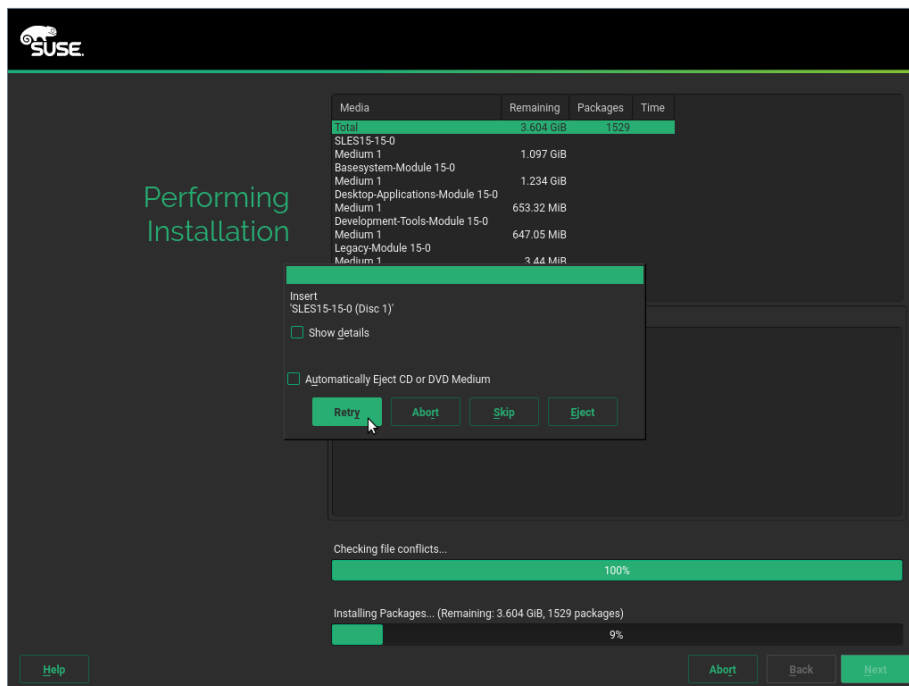 SUSE.
Media Remaining Packages Time
Total 3.604 GiB 1529
SLES15-15-0
Medium 1 1.097 GiB
Basesystem-Module 15-0
Medium 1 1.234 GiB
Desktop-Applications-Module 15-0
Medium 1 653.32 MiB
Development-Tools-Module 15-0
Medium 1 647.05 MiB
Legacy-Module 15-0
Medium 1 3.44 MiB
Performing
Installation
Insert
'SLES15-15-0 (Disc 1)'
Show details
Automatically Eject CD or DVD Medium
Retry Abort Skip Eject
Checking file conflicts...
100%
Installing Packages... (Remaining: 3.604 GiB, 1529 packages)
9%
Help Abort Back Next